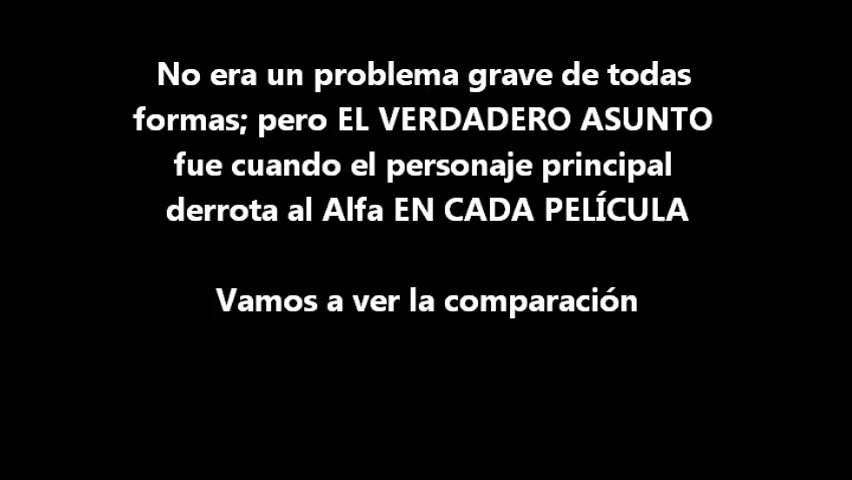 No era un problema grave de todas
formas; pero EL VERDADERO ASUNTO
fue cuando el personaje principal
derrota al Alfa EN CADA PELÍCULA
Vamos a ver la comparación